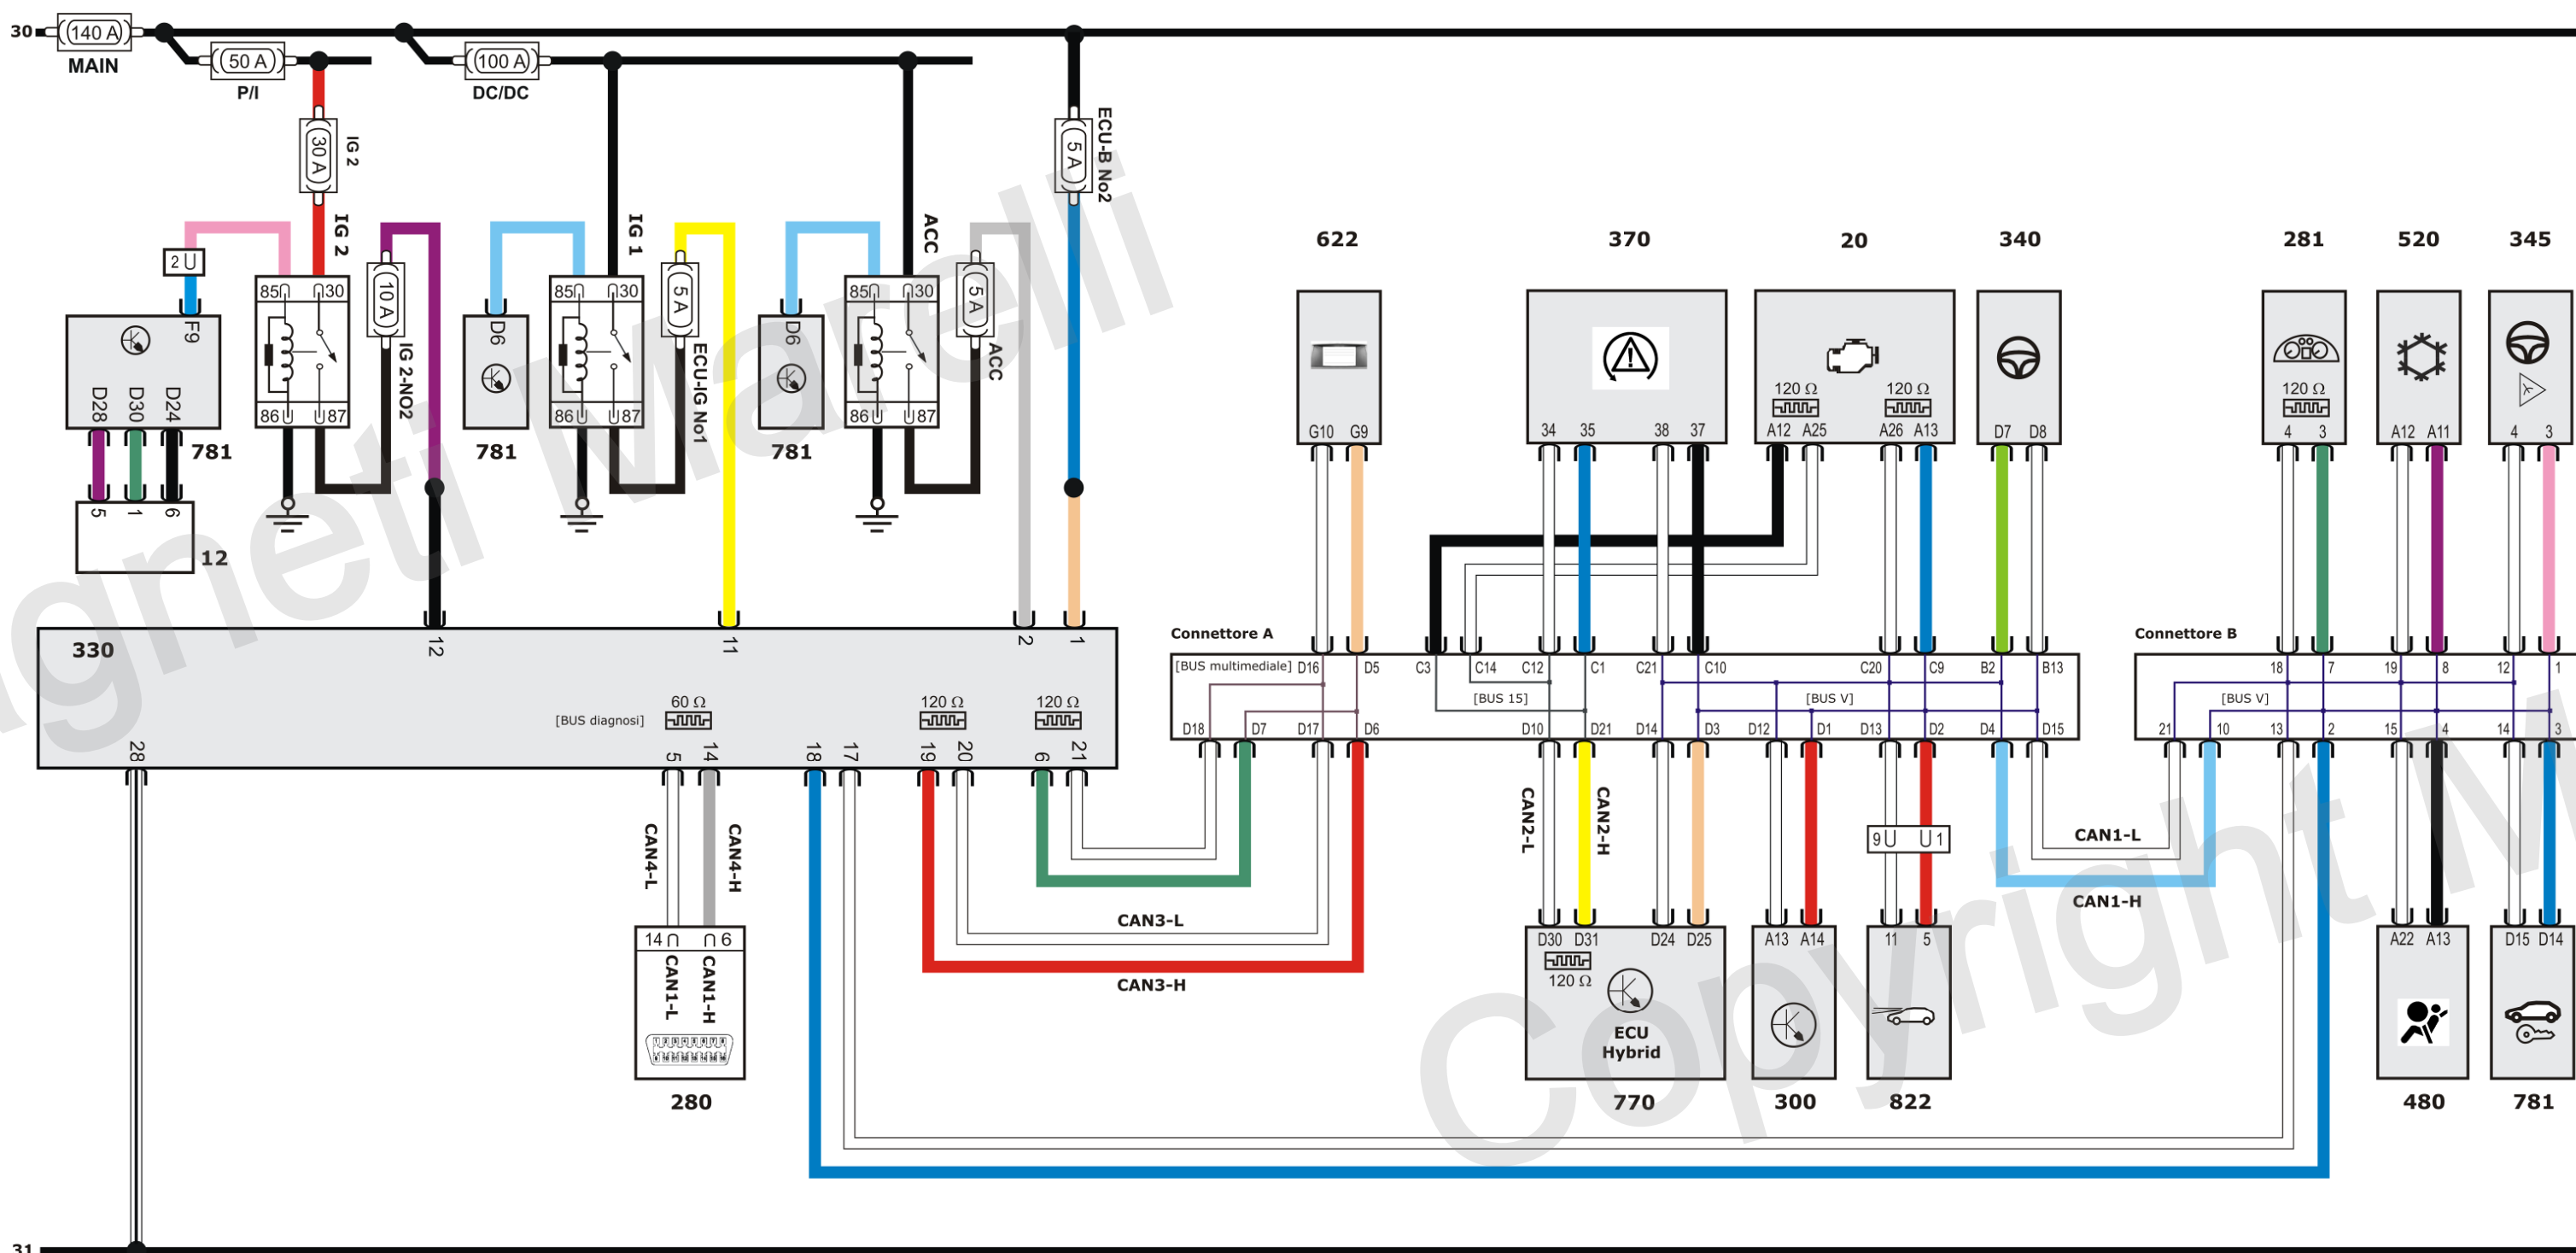 30
140 A
MAIN
50 A
P/I
100 A
DC/DC
30 A
IG 2
5 A
ECU-B No2
2
IG 2
85
30
86
87
10 A
IG 2-NO2
IG 1
85
30
86
87
5 A
ECU-IG No1
ACC
85
30
86
87
5 A
ACC
F9
D28
D30
D24
781
D6
781
D6
781
5
1
6
12
622
G10
G9
370
34
35
38
37
20
120 Ω
120 Ω
A12
A25
A26
A13
340
D7
D8
281
120 Ω
4
3
520
A12
A11
345
4
3
330
12
11
2
1
[BUS diagnosi]
60 Ω
120 Ω
120 Ω
28
5
14
18
17
19
20
6
21
Connettore A
[BUS multimediale]
D16
D5
C3
C14
C12
C1
C21
C10
C20
C9
B2
B13
[BUS 15]
[BUS V]
D18
D7
D17
D6
D10
D21
D14
D3
D12
D1
D13
D2
D4
D15
Connettore B
18
7
19
8
12
1
[BUS V]
21
10
13
2
15
4
14
3
CAN4-L
CAN4-H
14
6
CAN1-L
CAN1-H
280
CAN3-L
CAN3-H
CAN2-L
CAN2-H
9
1
CAN1-L
CAN1-H
D30
D31
D24
D25
120 Ω
ECU
Hybrid
770
A13
A14
300
11
5
822
A22
A13
480
D15
D14
781
31
agneti Marelli
Copyright M